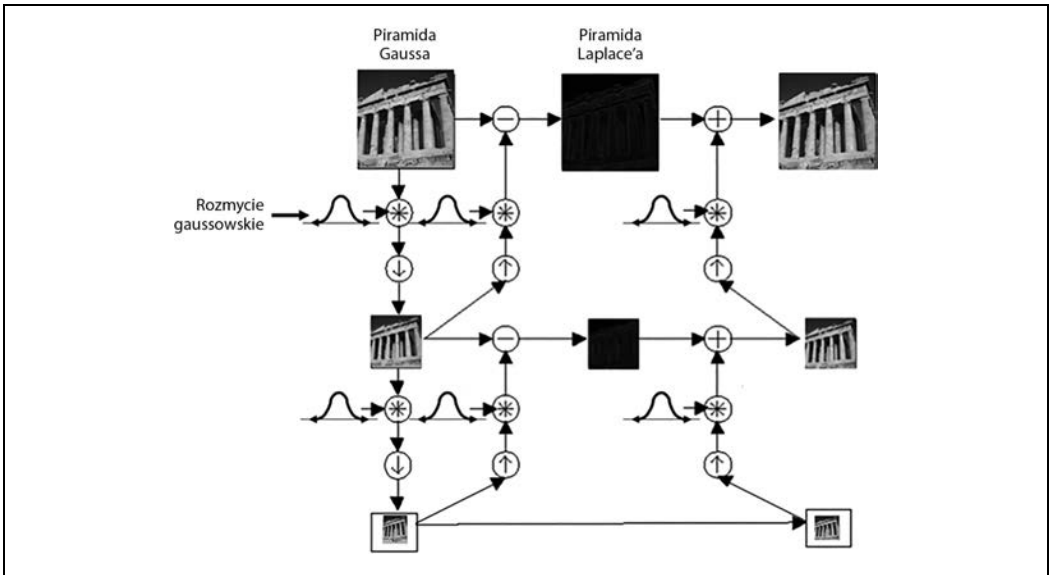 Piramida
Gaussa
Piramida
Laplace’a
Rozmycie
gaussowskie